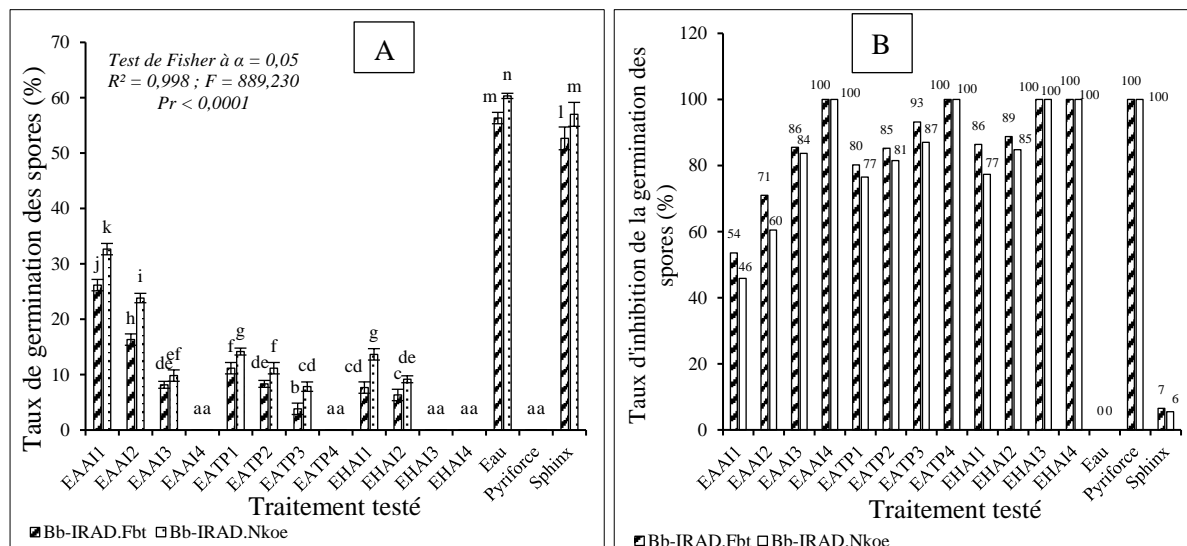 A
Test de Fisher à α = 0,05
R² = 0,998 ; F = 889,230
Pr < 0,0001
Taux de germination des spores (%)
70
60
50
40
30
20
10
0
j k h i de ef aa f g de f b cd aa cd g c de aa aa m n aa l m
EAAI1 EAAI2 EAAI3 EAAI4 EATP1 EATP2 EATP3 EATP4 EHAI1 EHAI2 EHAI3 EHAI4 Eau Pyriforce Sphinx
Traitement testé
Bb-IRAD.Fbt Bb-IRAD.Nkoe
B
Taux d'inhibition de la germination des
spores (%)
120
100
80
60
40
20
0
54 46 71 60 86 84 100 100 80 77 85 81 93 87 100 100 86 77 89 85 100 100 100 100 0 0 100 100 7 6
EAAI1 EAAI2 EAAI3 EAAI4 EATP1 EATP2 EATP3 EATP4 EHAI1 EHAI2 EHAI3 EHAI4 Eau Pyriforce Sphinx
Traitement testé
Bb-IRAD.Fbt Bb-IRAD.Nkoe